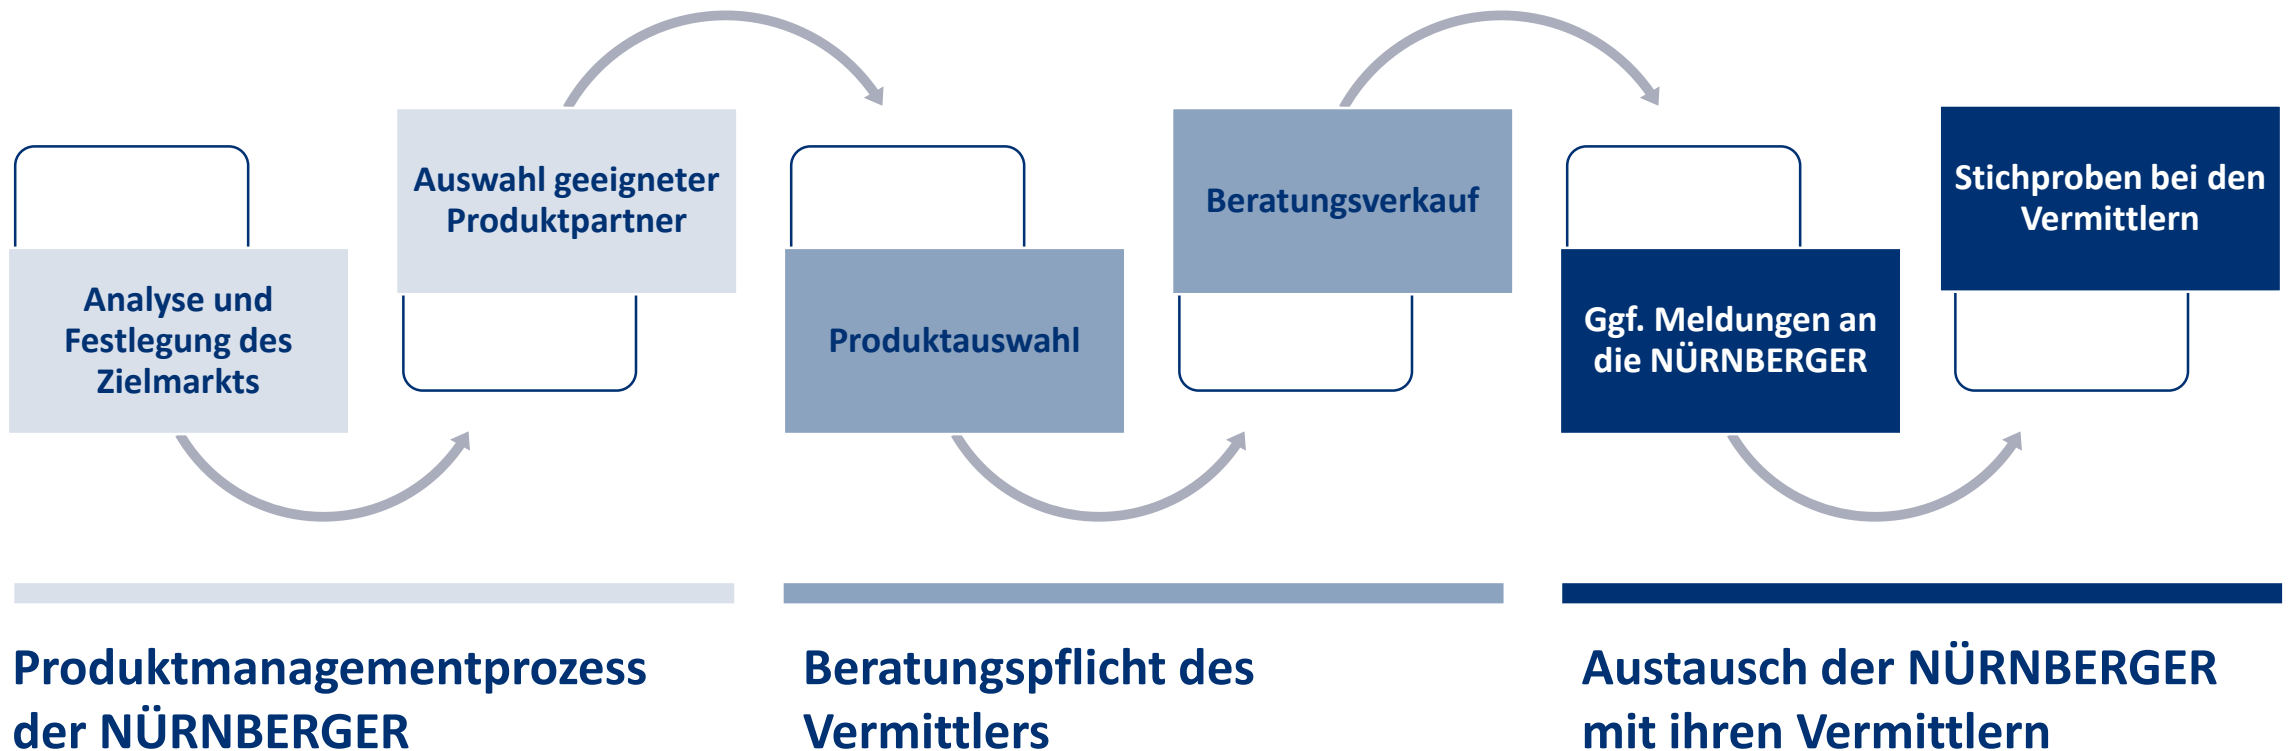 Analyse und
Festlegung des
Zielmarkts
Auswahl geeigneter
Produktpartner
Produktauswahl
Beratungsverkauf
Ggf. Meldungen an
die NÜRNBERGER
Stichproben bei den
Vermittlern
Produktmanagementprozess
der NÜRNBERGER
Beratungspflicht des
Vermittlers
Austausch der NÜRNBERGER
mit ihren Vermittlern